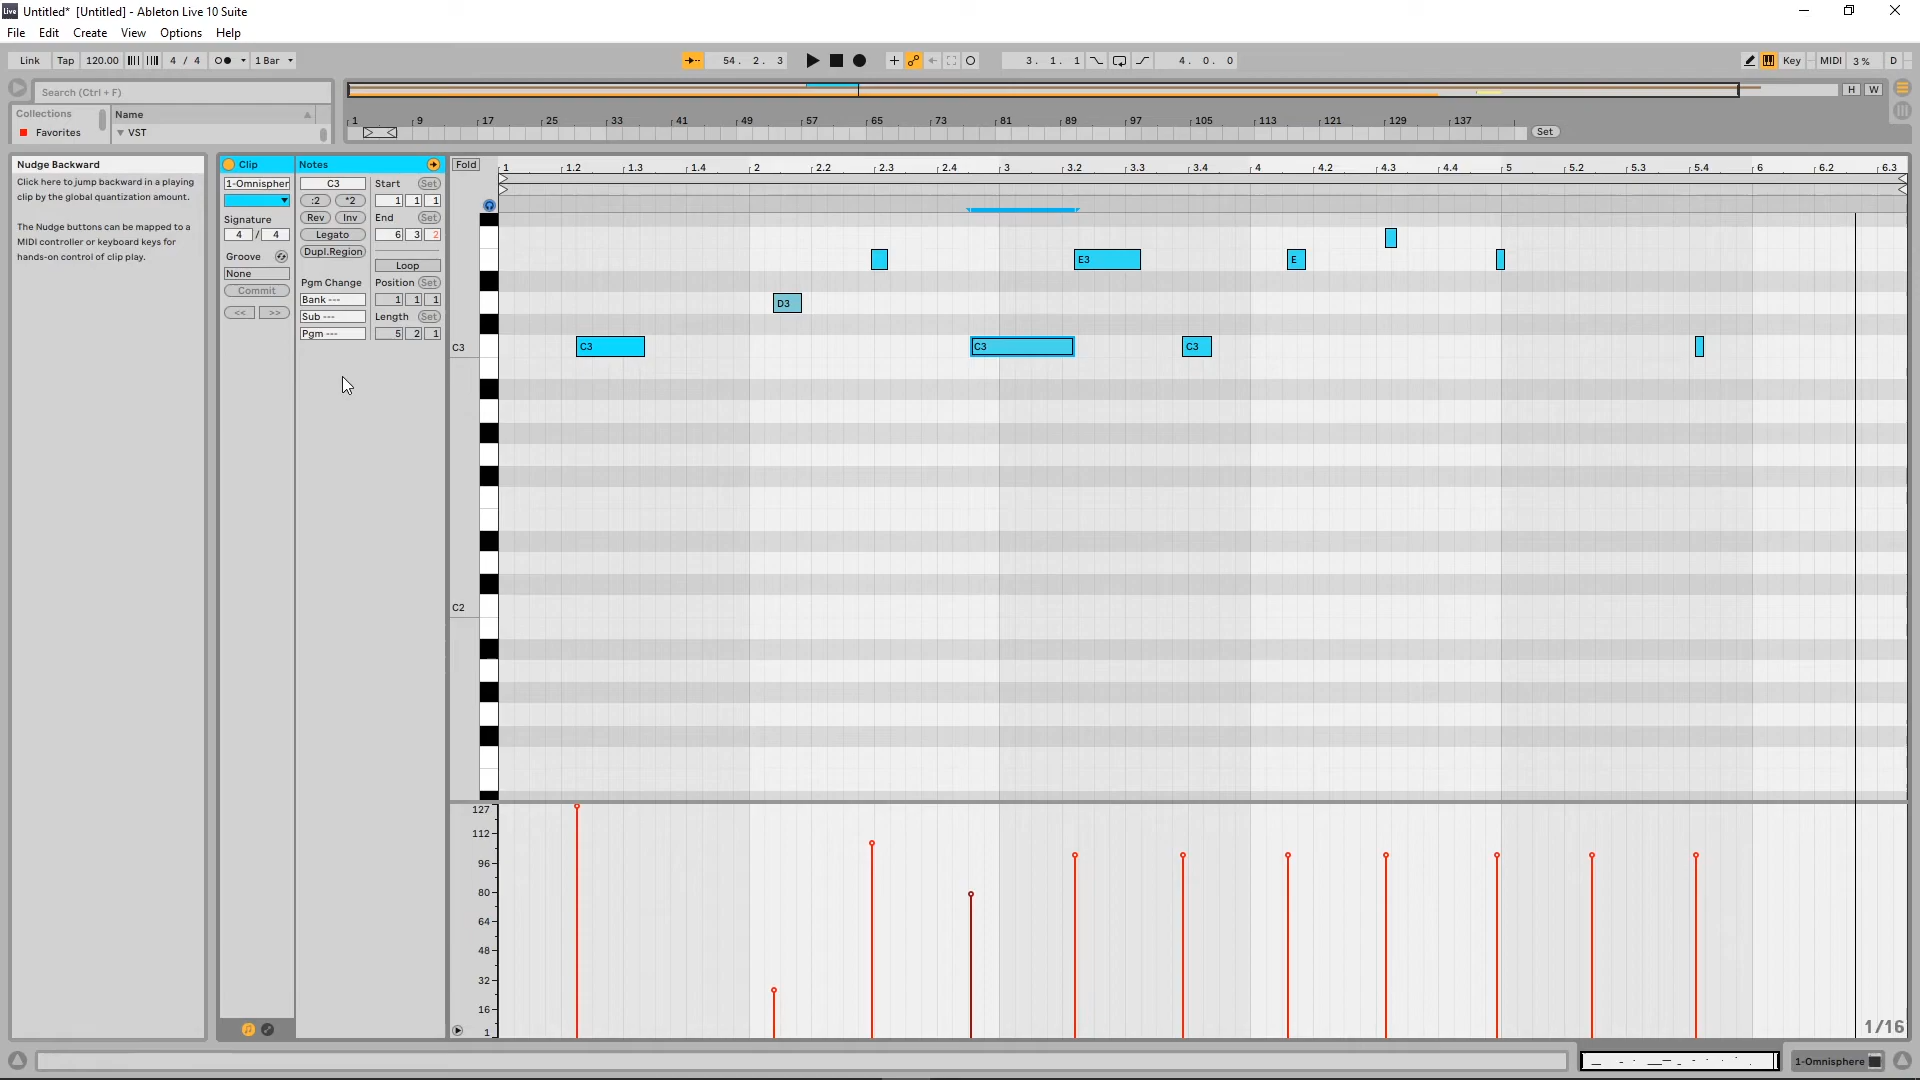 Live Untitled* [Untitled] - Ableton Live 10 Suite
File Edit Create View Options Help
Link Tap 120.00 4 / 4 1 Bar 54. 2. 3 3. 1. 1 4. 0. 0 Key MIDI 3 % D
Search (Ctrl + F) H W
Collections Name
Favorites VST
1 9 17 25 33 41 49 57 65 73 81 89 97 105 113 121 129 137
Set
Nudge Backward
Click here to jump backward in a playing
clip by the global quantization amount.
The Nudge buttons can be mapped to a
MIDI controller or keyboard keys for
hands-on control of clip play.
Clip
1-Omnispher
Signature
4 / 4
Groove
None
Commit
<< >>
Notes
C3
:2 *2
Rev Inv
Legato
Dupl.Region
Pgm Change
Bank ---
Sub ---
Pgm ---
Start Set
1 1 1
End Set
6 3 2
Loop
Position Set
1 1 1
Length Set
5 2 1
Fold
1 1.2 1.3 1.4 2 2.2 2.3 2.4 3 3.2 3.3 3.4 4 4.2 4.3 4.4 5 5.2 5.3 5.4 6 6.2 6.3
E3 E
D3
C3 C3 C3 C3
C2
127
112
96
80
64
48
32
16
1
1/16
1-Omnisphere